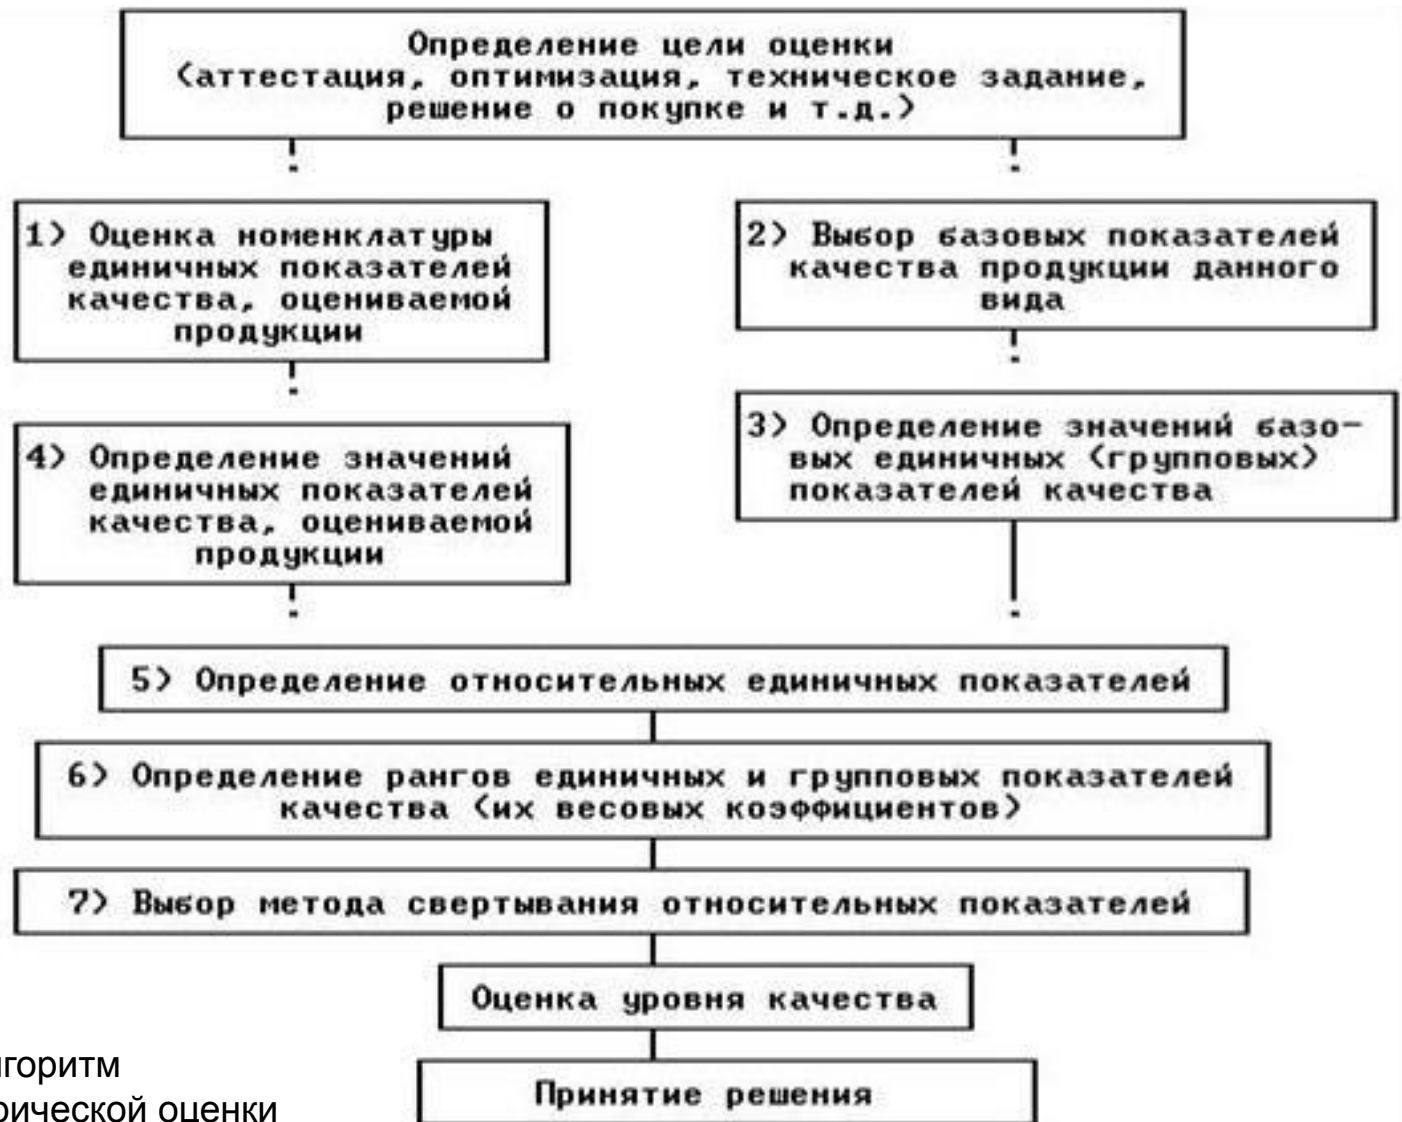 Определение цели оценки
(аттестация, оптимизация, техническое задание,
решение о покупке и т.д.)
1) Оценка номенклатуры
единичных показателей
качества, оцениваемой
продукции
2) Выбор базовых показателей
качества продукции данного
вида
4) Определение значений
единичных показателей
качества, оцениваемой
продукции
3) Определение значений базо-
вых единичных (групповых)
показателей качества
5) Определение относительных единичных показателей
6) Определение рангов единичных и групповых показателей
качества (их весовых коэффициентов)
7) Выбор метода свертывания относительных показателей
Оценка уровня качества
Принятие решения
горитм
рической оценки